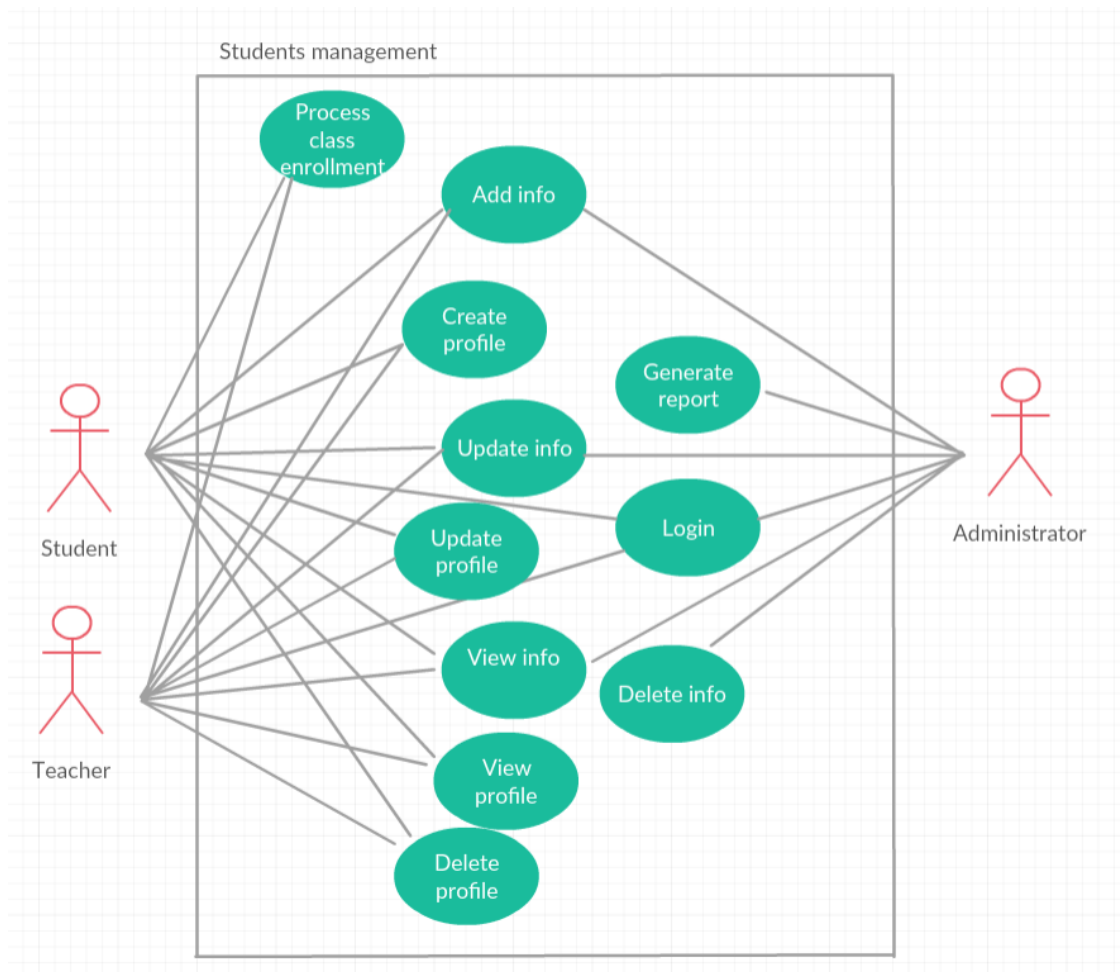 Students management
Process
class
enrollment
Add info
Create
profile
Generate
report
Update info
Login
Update
profile
View info
Delete info
View
profile
Delete
profile
Student
Teacher
Administrator